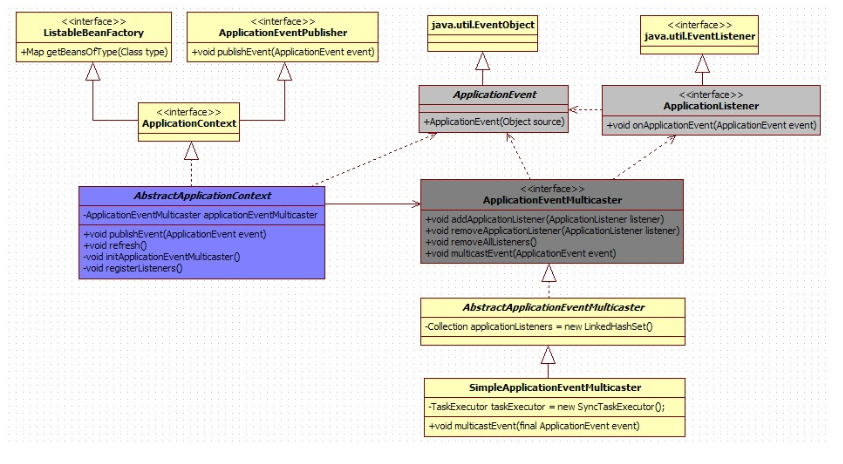 <<interface>>
ListableBeanFactory
+Map getBeansOfType(Class type)
<<interface>>
ApplicationEventPublisher
+void publishEvent(ApplicationEvent event)
java.util.EventObject
<<interface>>
java.util.EventListener
<<interface>>
ApplicationContext
ApplicationEvent
+ApplicationEvent(Object source)
<<interface>>
ApplicationListener
+void onApplicationEvent(ApplicationEvent event)
AbstractApplicationContext
-ApplicationEventMulticaster applicationEventMulticaster
+void publishEvent(ApplicationEvent event)
+void refresh()
-void initApplicationEventMulticaster()
-void registerListeners()
<<interface>>
ApplicationEventMulticaster
+void addApplicationListener(ApplicationListener listener)
+void removeApplicationListener(ApplicationListener listener)
+void removeAllListeners()
+void multicastEvent(ApplicationEvent event)
AbstractApplicationEventMulticaster
-Collection applicationListeners = new LinkedHashSet()
SimpleApplicationEventMulticaster
-TaskExecutor taskExecutor = new SyncTaskExecutor();
+void multicastEvent(final ApplicationEvent event)